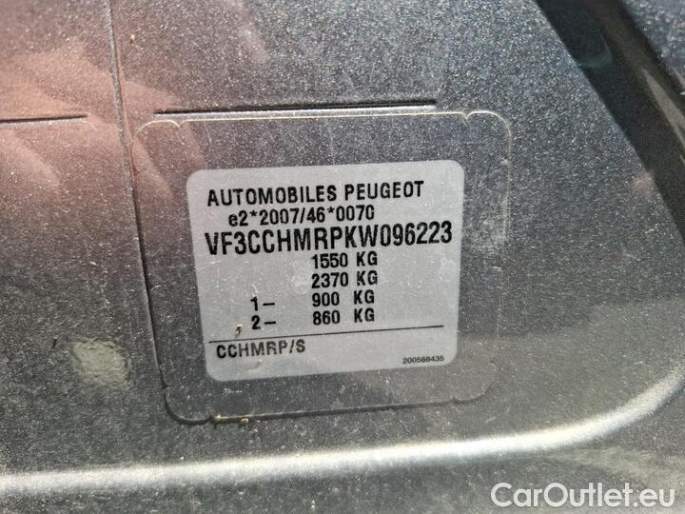 AUTOMOBILES PEUGEOT
e2*2007/46*0070
VF3CCHMRPKW096223
1550 KG
2370 KG
1- 900 KG
2- 860 KG
CCHMRP/S
200588435
CarOutlet.eu